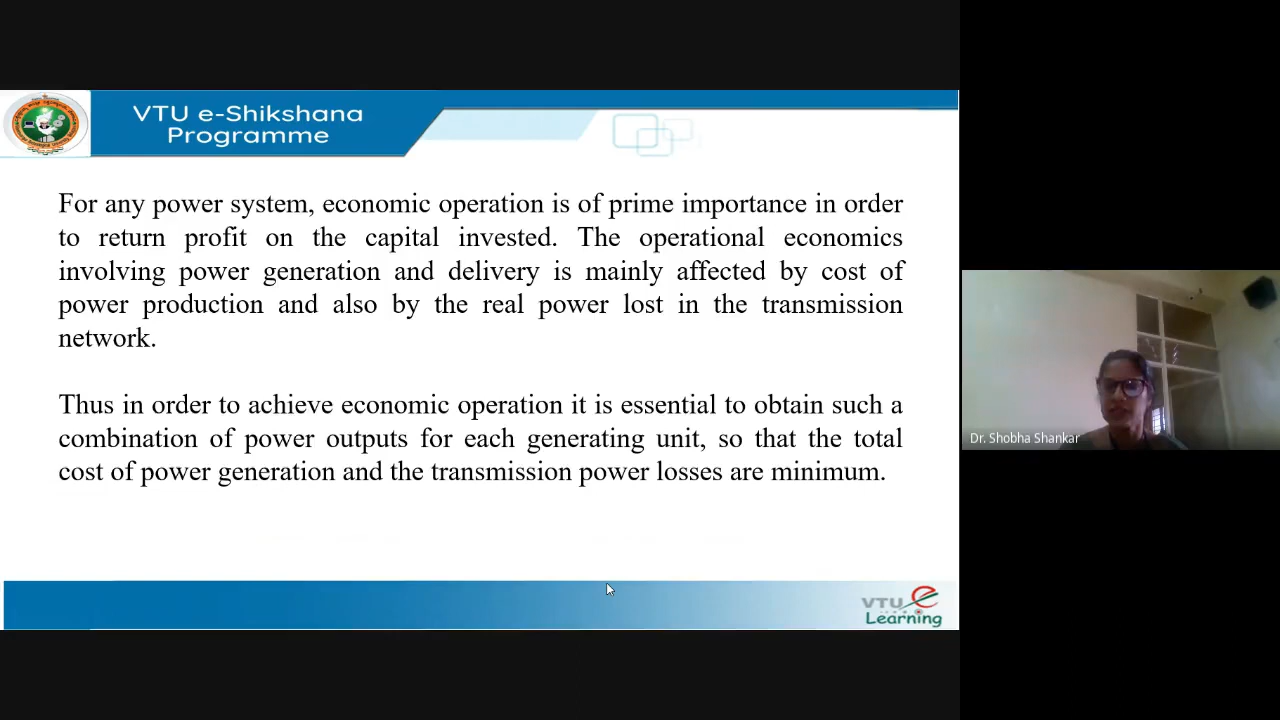 VTU e-Shikshana
Programme
For any power system, economic operation is of prime importance in order
to return profit on the capital invested. The operational economics
involving power generation and delivery is mainly affected by cost of
power production and also by the real power lost in the transmission
network.
Thus in order to achieve economic operation it is essential to obtain such a
combination of power outputs for each generating unit, so that the total
cost of power generation and the transmission power losses are minimum.
Dr. Shobha Shankar
VTU e
Learning